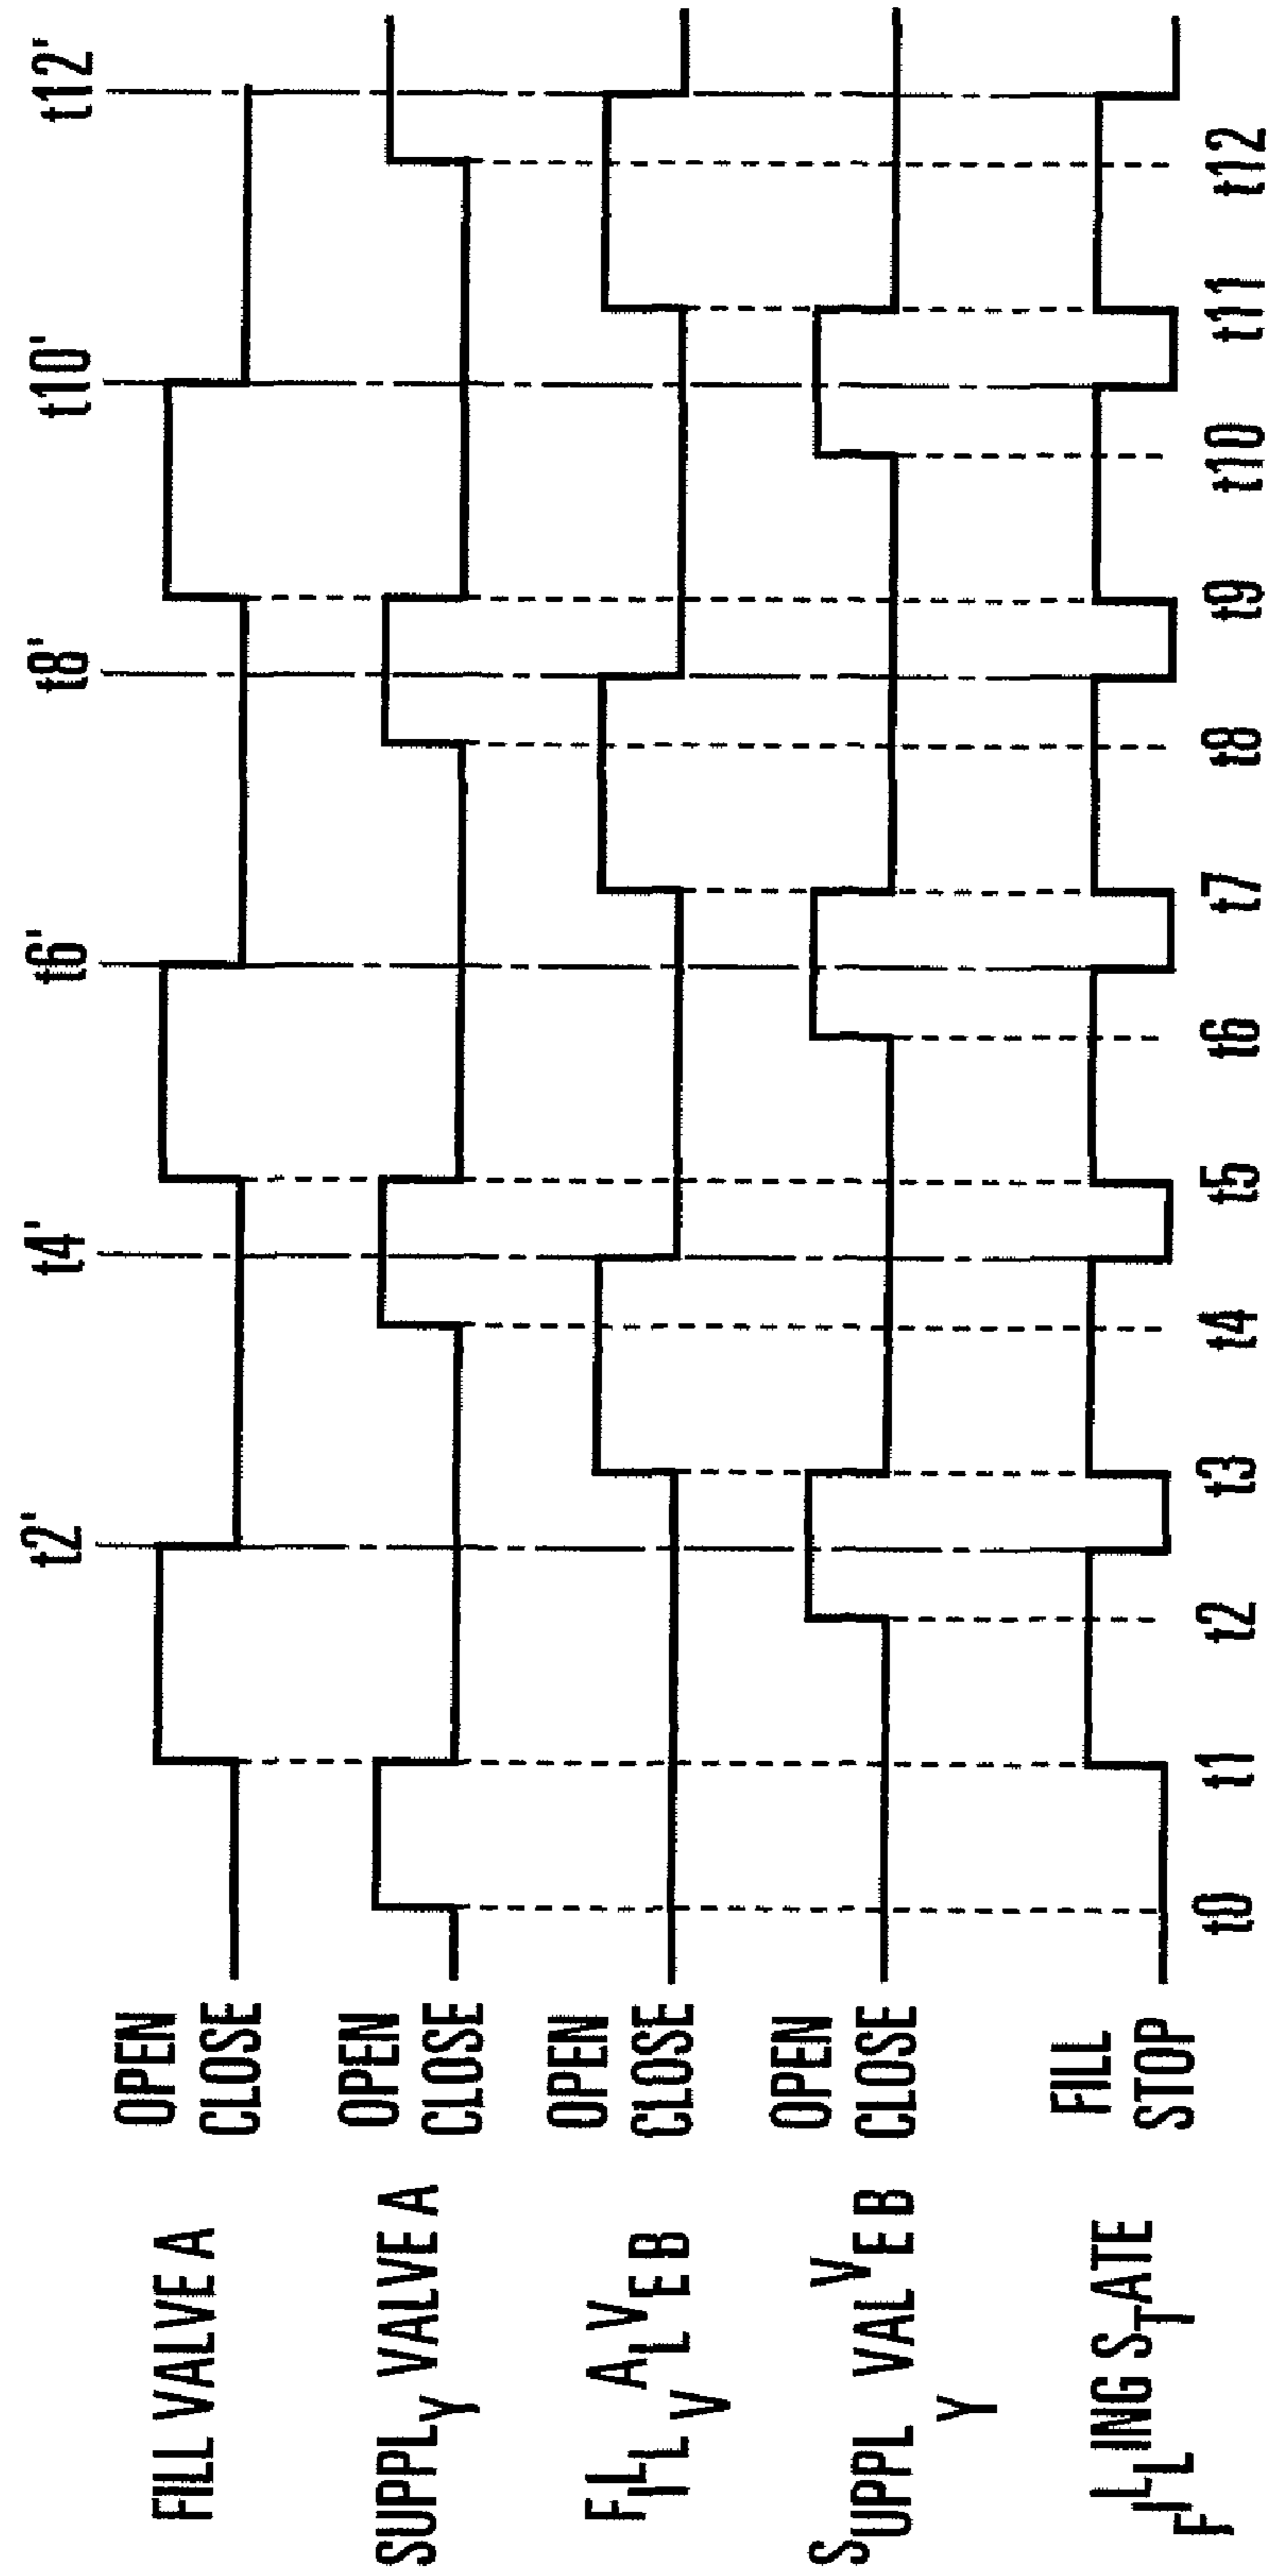 t2' t4' t6' t8' t10' t12'
FILL VALVE A OPEN
CLOSE
SUPPLY VALVE A OPEN
CLOSE
FILL VALVE B OPEN
CLOSE
SUPPLY VALVE B OPEN
CLOSE
FILLING STATE FILL
STOP
t0 t1 t2 t3 t4 t5 t6 t7 t8 t9 t10 t11 t12